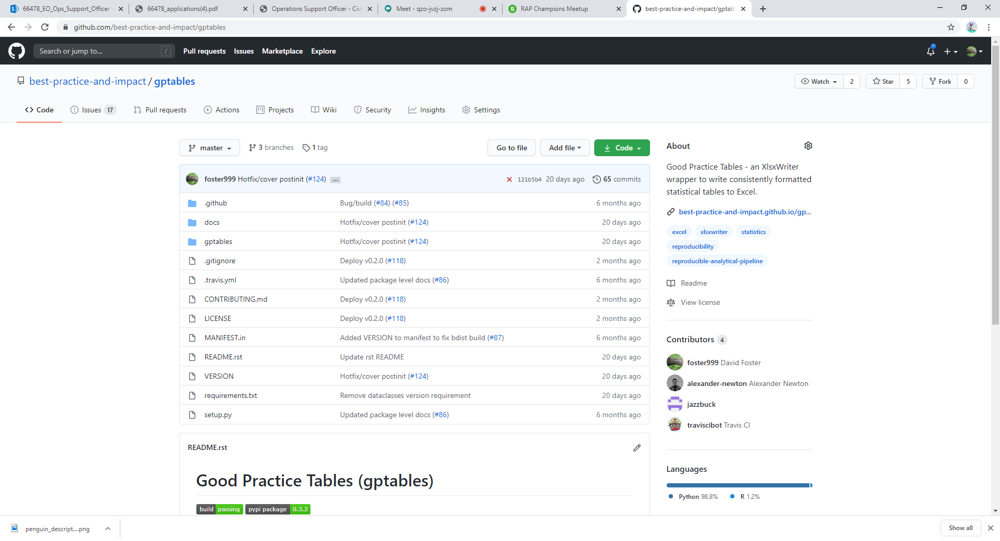 66478_EO_Ops_Support_Officer -
66478_applications(4).pdf
Operations Support Officer - Civi
Meet - qzo-jvzj-zom
RAP Champions Meetup
best-practice-and-impact/gptabl
github.com/best-practice-and-impact/gptables
Search or jump to... /
Pull requests Issues Marketplace Explore
best-practice-and-impact / gptables
Watch 2 Star 5 Fork 0
Code Issues 17 Pull requests Actions Projects Wiki Security Insights Settings
master 3 branches 1 tag Go to file Add file Code
foster999 Hotfix/cover postinit (#124) ... 121b5b4 20 days ago 65 commits
.github Bug/build (#84) (#85) 6 months ago
docs Hotfix/cover postinit (#124) 20 days ago
gptables Hotfix/cover postinit (#124) 20 days ago
.gitignore Deploy v0.2.0 (#118) 2 months ago
.travis.yml Updated package level docs (#86) 6 months ago
CONTRIBUTING.md Deploy v0.2.0 (#118) 2 months ago
LICENSE Deploy v0.2.0 (#118) 2 months ago
MANIFEST.in Added VERSION to manifest to fix bdist build (#87) 6 months ago
README.rst Update rst README 20 days ago
VERSION Hotfix/cover postinit (#124) 20 days ago
requirements.txt Remove dataclasses version requirement 20 days ago
setup.py Updated package level docs (#86) 6 months ago
README.rst
Good Practice Tables (gptables)
build passing pypi package 0.3.2
About
Good Practice Tables - an XlsxWriter
wrapper to write consistently formatted
statistical tables to Excel.
best-practice-and-impact.github.io/gp...
excel xlsxwriter statistics
reproducibility
reproducible-analytical-pipeline
Readme
View license
Contributors 4
foster999 David Foster
alexander-newton Alexander Newton
jazzbuck
traviscibot Travis CI
Languages
Python 98.8% R 1.2%
penguin_descript....png
Show all